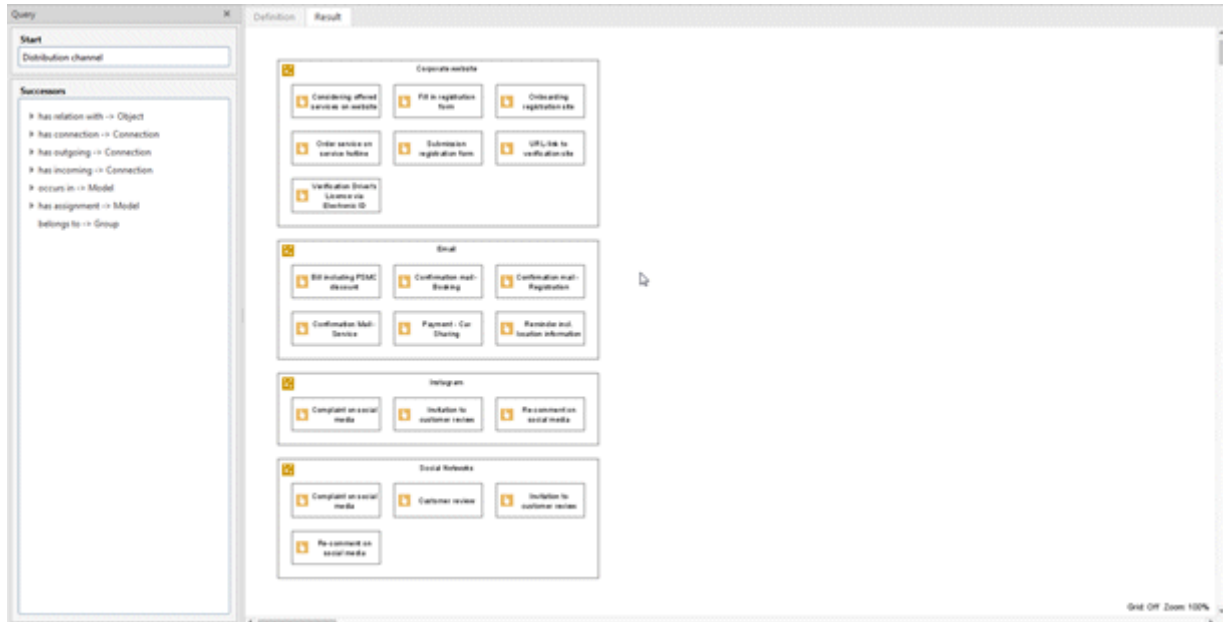 Query
Definition
Result
Start
Distribution channel
Successors
has relation with -> Object
has connection -> Connection
has outgoing -> Connection
has incoming -> Connection
occurs in -> Model
has assignment -> Model
belongs to -> Group
Corporate website
Considering offered
services on website
Fill in registration
form
Onboarding
registration site
Order service on
service hotline
Submission
registration form
URL/link to
verification site
Verification Driver's
License via
Electronic ID
Email
Bill including PSMC
discount
Confirmation mail -
Booking
Confirmation mail -
Registration
Confirmation Mail -
Service
Payment - Car
Sharing
Reminder incl.
location information
Instagram
Complaint on social
media
Invitation to
customer review
Re-comment on
social media
Social Networks
Complaint on social
media
Customer review
Invitation to
customer review
Re-comment on
social media
Grid: Off Zoom: 100%